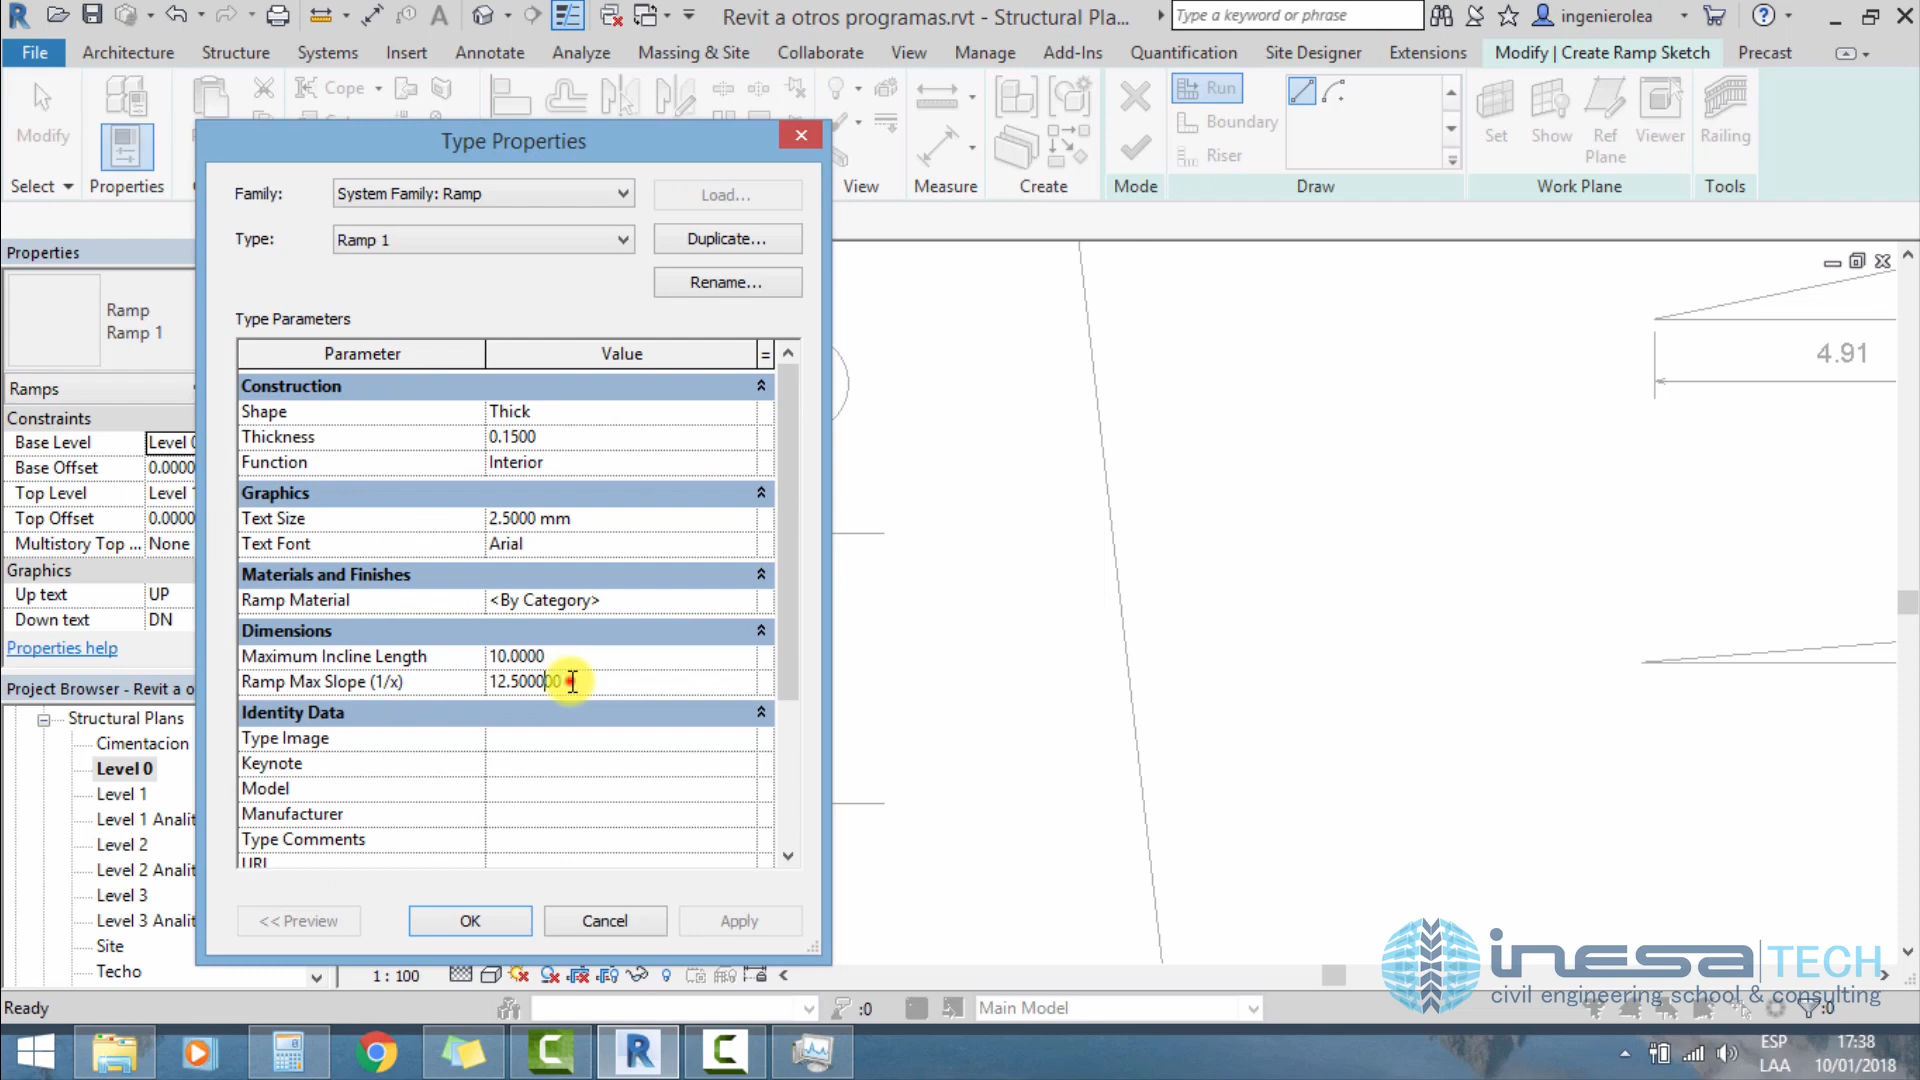 Revit a otros programas.rvt - Structural Pla...
Type a keyword or phrase
ingenierolea
File
Architecture
Structure
Systems
Insert
Annotate
Analyze
Massing & Site
Collaborate
View
Manage
Add-Ins
Quantification
Site Designer
Extensions
Modify | Create Ramp Sketch
Precast
Modify
Cope
Run
Boundary
Riser
Set
Show
Ref
Plane
Viewer
Railing
Select
Properties
View
Measure
Create
Mode
Draw
Work Plane
Tools
Type Properties
Family:
System Family: Ramp
Load...
Type:
Ramp 1
Duplicate...
Rename...
Type Parameters
Parameter
Value
=
Construction
Shape
Thick
Thickness
0.1500
Function
Interior
Graphics
Text Size
2.5000 mm
Text Font
Arial
Materials and Finishes
Ramp Material
<By Category>
Dimensions
Maximum Incline Length
10.0000
Ramp Max Slope (1/x)
12.500000
Identity Data
Type Image
Keynote
Model
Manufacturer
Type Comments
URL
<< Preview
OK
Cancel
Apply
Properties
Ramp
Ramp 1
Ramps
Constraints
Base Level
Level 0
Base Offset
0.0000
Top Level
Level 1
Top Offset
0.0000
Multistory Top ...
None
Graphics
Up text
UP
Down text
DN
Properties help
Project Browser - Revit a o
Structural Plans
Cimentacion
Level 0
Level 1
Level 1 Analit
Level 2
Level 2 Analit
Level 3
Level 3 Analit
Site
Techo
4.91
1 : 100
inesa TECH
civil engineering school & consulting
Ready
:0
Main Model
:0
ESP
LAA
17:38
10/01/2018